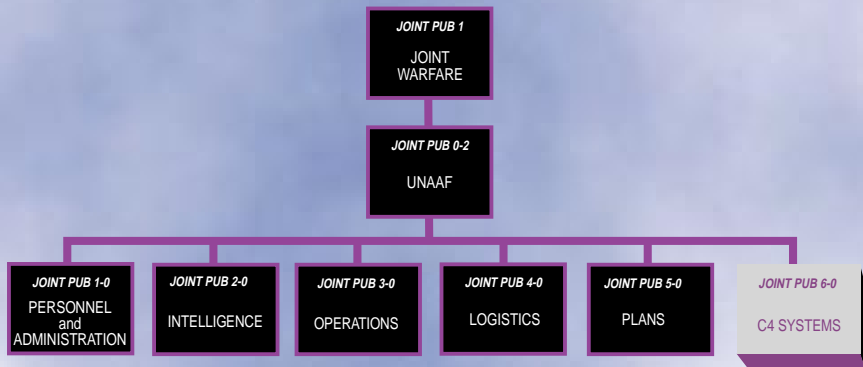 JOINT PUB 1
JOINT
WARFARE
JOINT PUB 0-2
UNAAF
JOINT PUB 1-0
PERSONNEL
and
ADMINISTRATION
JOINT PUB 2-0
INTELLIGENCE
JOINT PUB 3-0
OPERATIONS
JOINT PUB 4-0
LOGISTICS
JOINT PUB 5-0
PLANS
JOINT PUB 6-0
C4 SYSTEMS